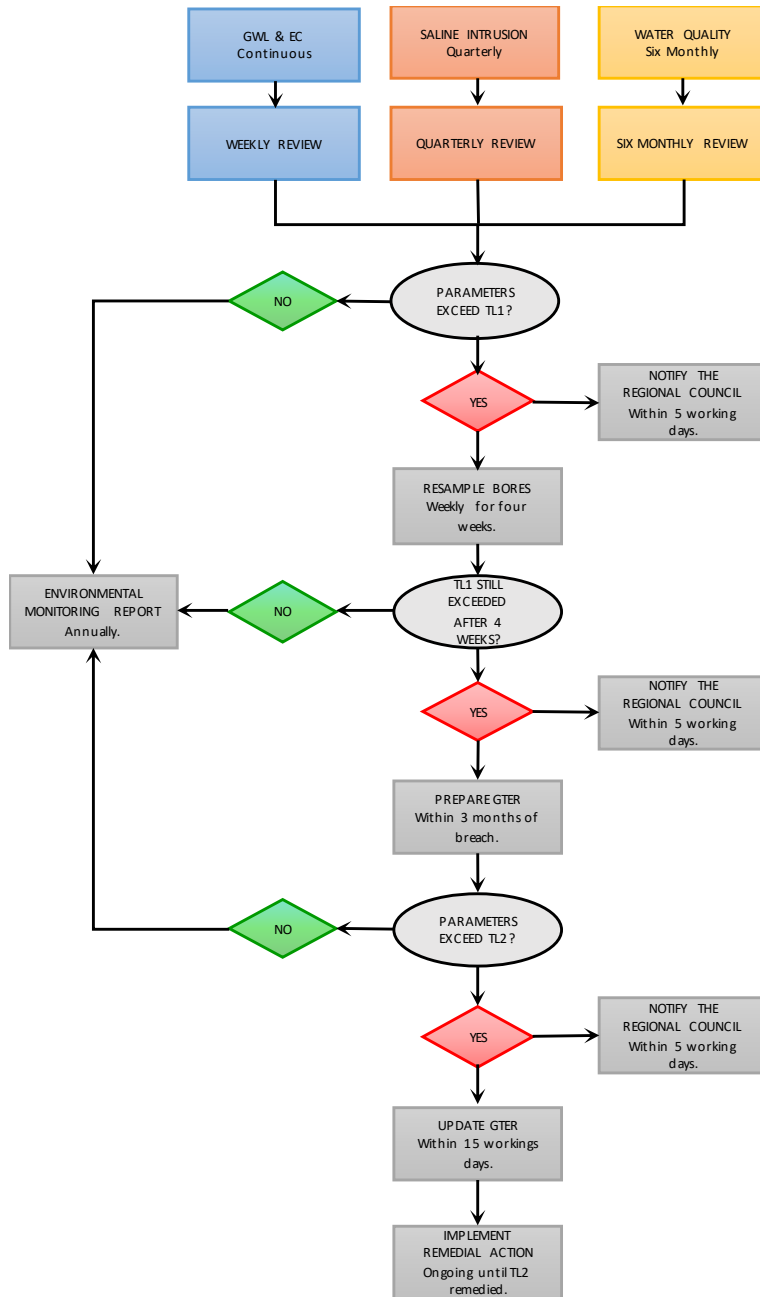 GWL & EC
Continuous
SALINE INTRUSION
Quarterly
WATER QUALITY
Six Monthly
WEEKLY REVIEW
QUARTERLY REVIEW
SIX MONTHLY REVIEW
PARAMETERS
EXCEED TL1?
NO
YES
NOTIFY THE
REGIONAL COUNCIL
Within 5 working
days.
RESAMPLE BORES
Weekly for four
weeks.
TL1 STILL
EXCEEDED
AFTER 4
WEEKS?
NO
ENVIRONMENTAL
MONITORING REPORT
Annually.
YES
NOTIFY THE
REGIONAL COUNCIL
Within 5 working
days.
PREPARE GTER
Within 3 months of
breach.
PARAMETERS
EXCEED TL2?
NO
YES
NOTIFY THE
REGIONAL COUNCIL
Within 5 working
days.
UPDATE GTER
Within 15 workings
days.
IMPLEMENT
REMEDIAL ACTION
Ongoing until TL2
remedied.